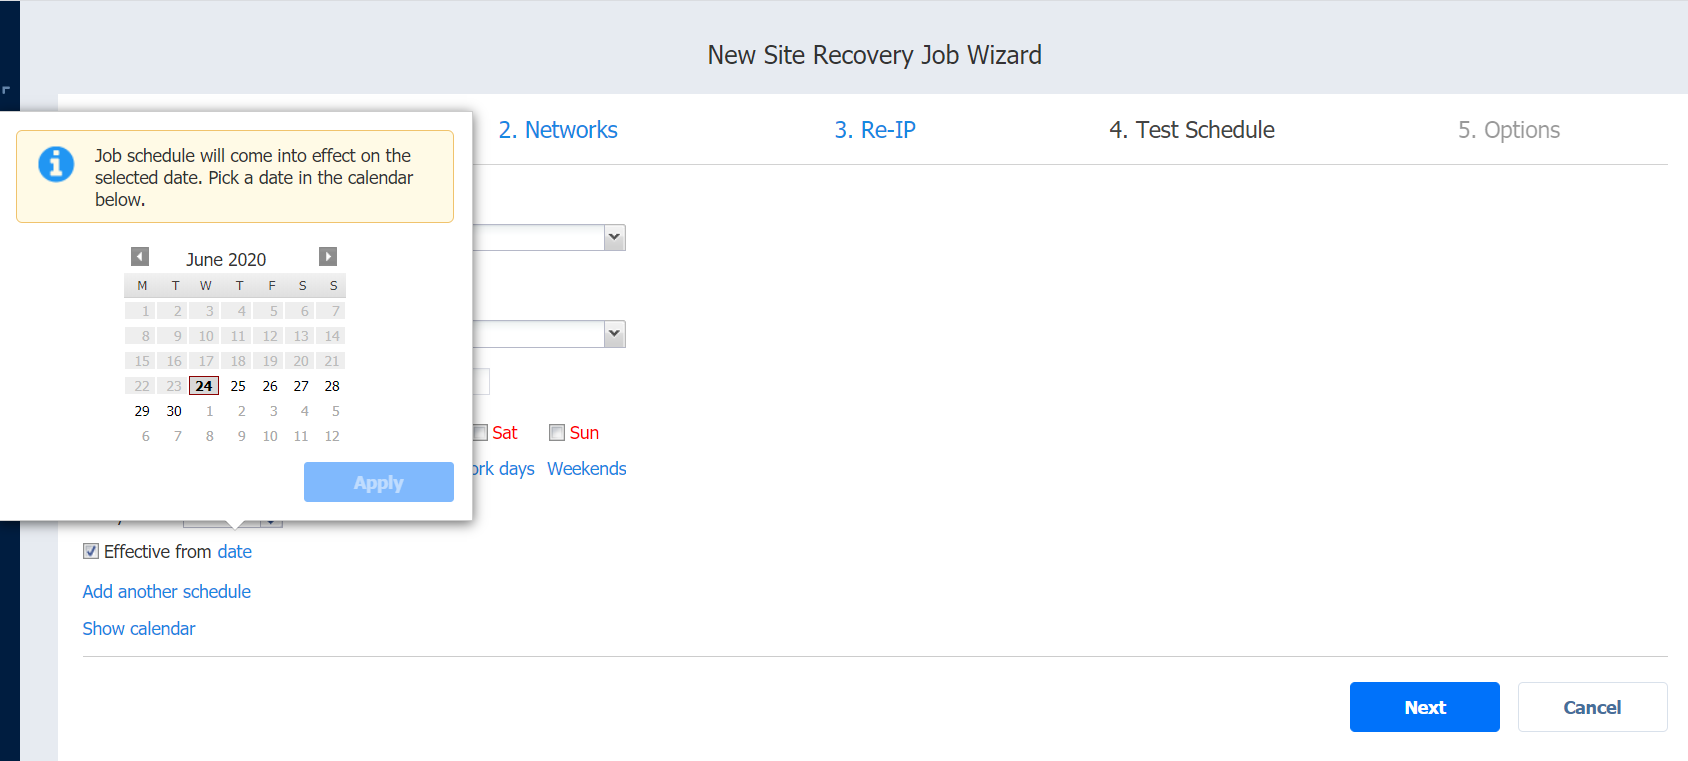 New Site Recovery Job Wizard
2. Networks
3. Re-IP
4. Test Schedule
5. Options
Job schedule will come into effect on the
selected date. Pick a date in the calendar
below.
June 2020
M T W T F S S
1 2 3 4 5 6 7
8 9 10 11 12 13 14
15 16 17 18 19 20 21
22 23 24 25 26 27 28
29 30 1 2 3 4 5
6 7 8 9 10 11 12
Apply
Sat
Sun
days
Weekends
Effective from date
Add another schedule
Show calendar
Next
Cancel